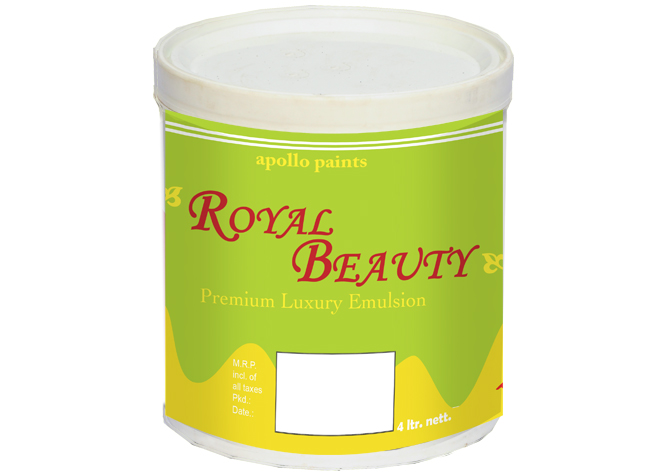 apollo paints
ROYAL
BEAUTY
Premium Luxury Emulsion
M.R.P.
incl. of
all taxes
Pkd.:
Date.:
4 ltr. nett.